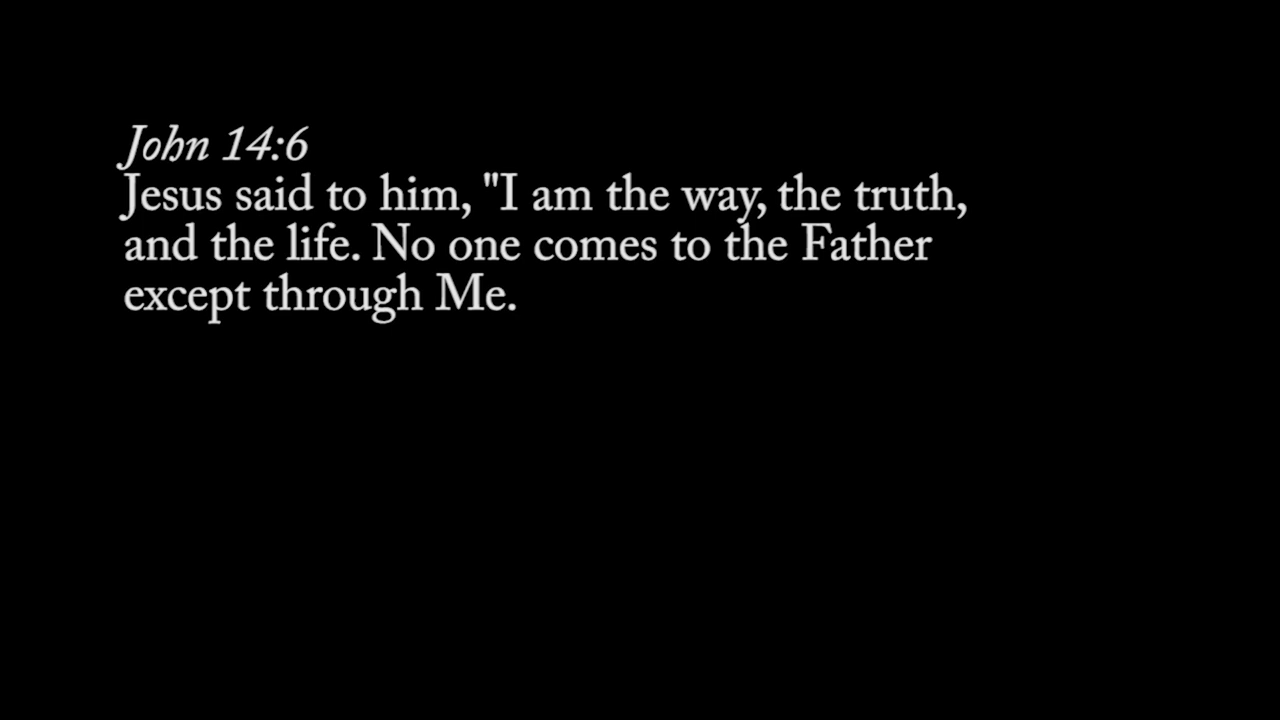 John 14:6
Jesus said to him, "I am the way, the truth,
and the life. No one comes to the Father
except through Me.